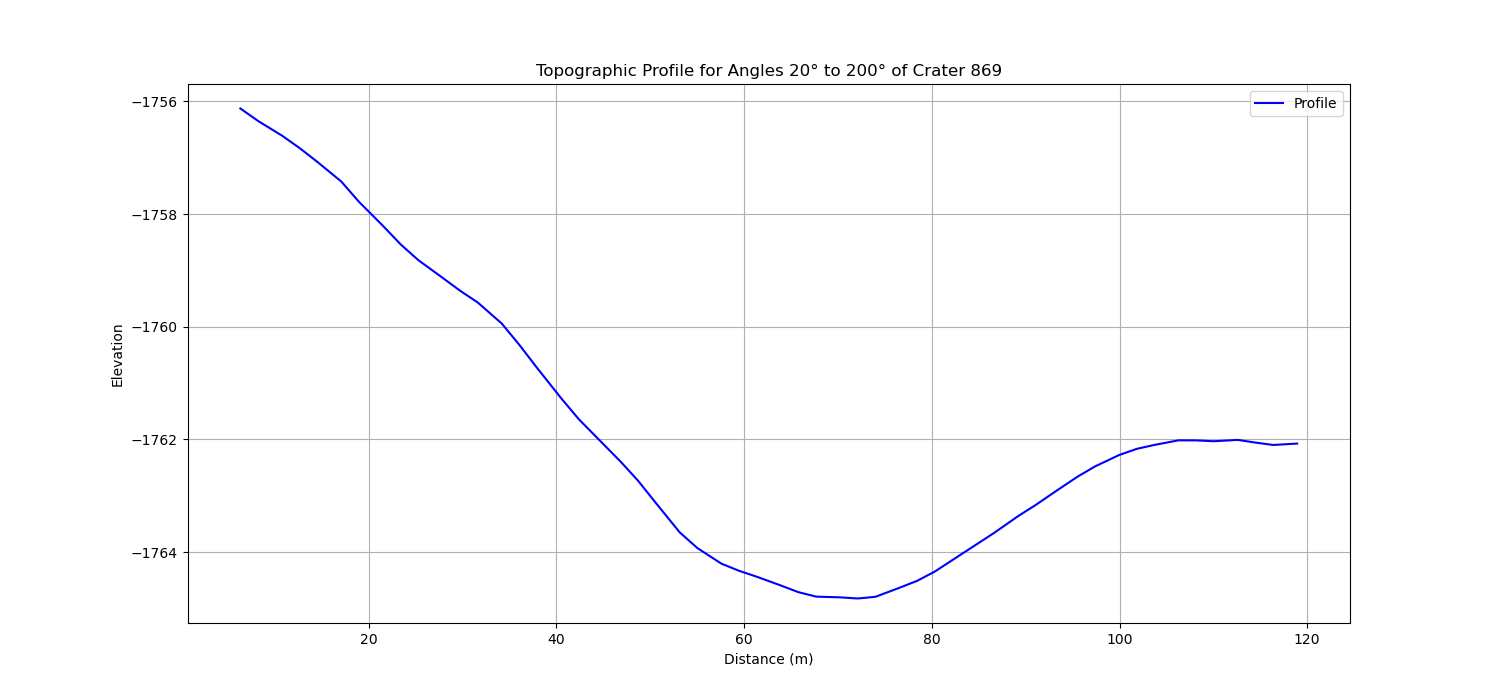 Topographic Profile for Angles 20° to 200° of Crater 869
Profile
Elevation
−1756
−1758
−1760
−1762
−1764
20 40 60 80 100 120
Distance (m)